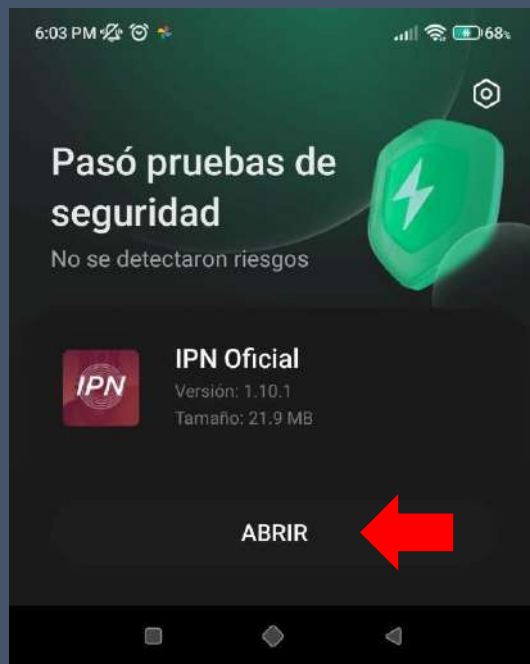 6:03 PM 68%
Pasó pruebas de
seguridad
No se detectaron riesgos
IPN
IPN Oficial
Versión: 1.10.1
Tamaño: 21.9 MB
ABRIR